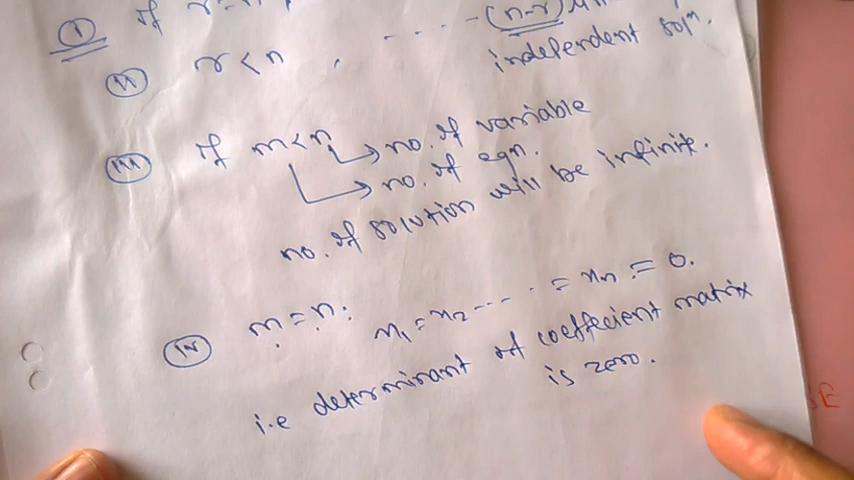 (I) If r = n
(II) r < n , - - - - (n-r)
independent solⁿ.
(III) If m < n → no. of variable
→ no. of eqn.
no. of solution will be infinite.
(IV) m = n : x₁ = x₂ - - - - = xₙ = 0.
i.e determinant of coeffecient matrix
is zero.